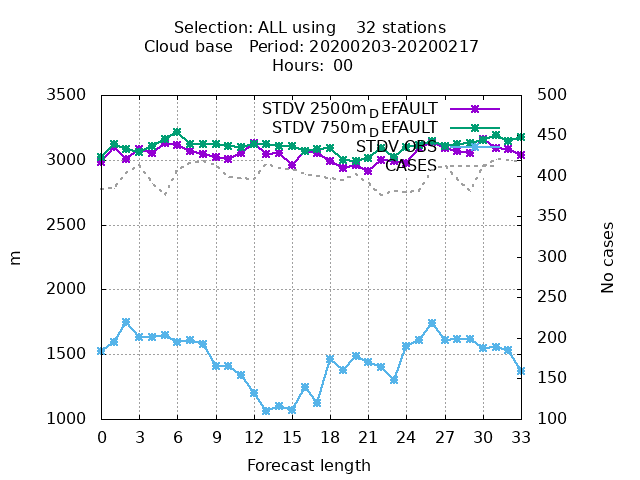 Selection: ALL using 32 stations
Cloud base Period: 20200203-20200217
Hours: 00
3500
3000
2500
2000
1500
1000
m
500
450
400
350
300
250
200
150
100
No cases
STDV 2500m_DEFAULT
STDV 750m_DEFAULT
STDV OBS
CASES
0 3 6 9 12 15 18 21 24 27 30 33
Forecast length